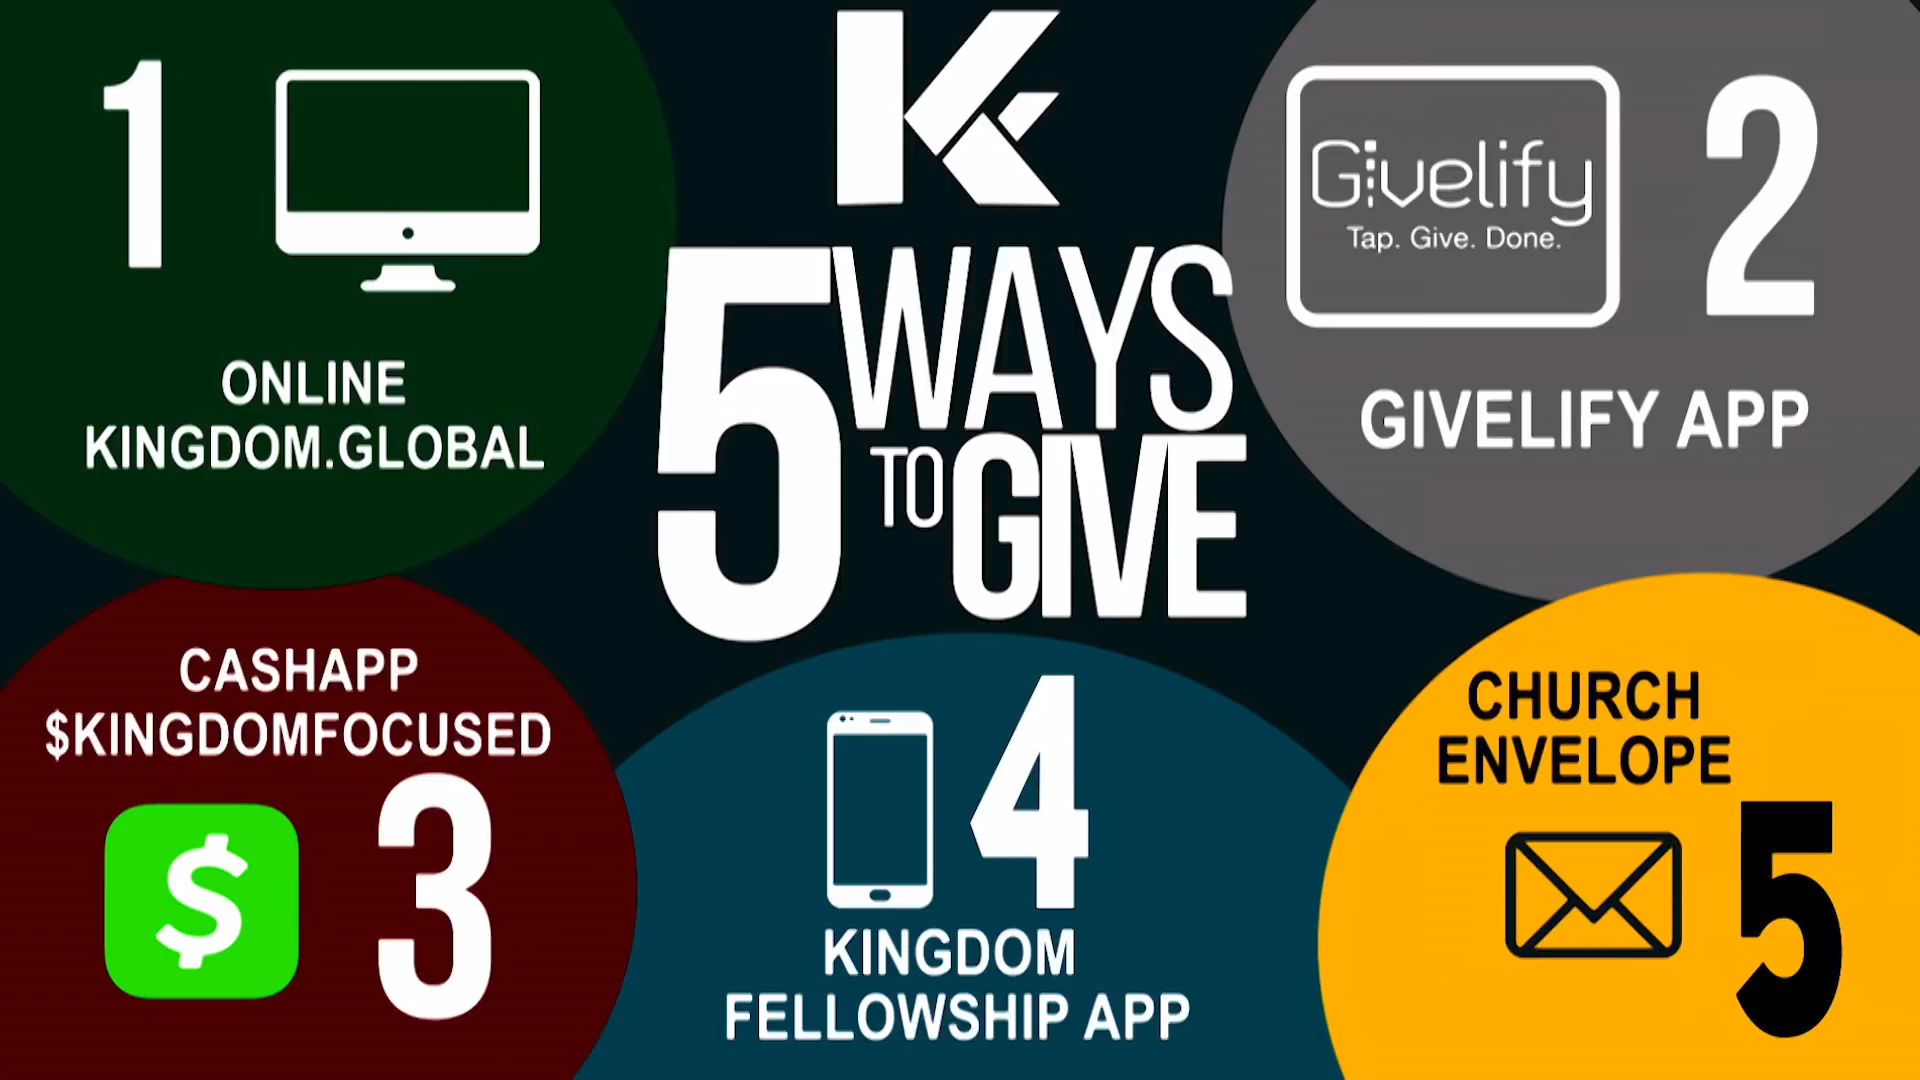 1
ONLINE
KINGDOM.GLOBAL
K
5 WAYS
TO GIVE
Givelify
Tap. Give. Done.
2
GIVELIFY APP
CASHAPP
$KINGDOMFOCUSED
$
3
4
KINGDOM
FELLOWSHIP APP
CHURCH
ENVELOPE
5